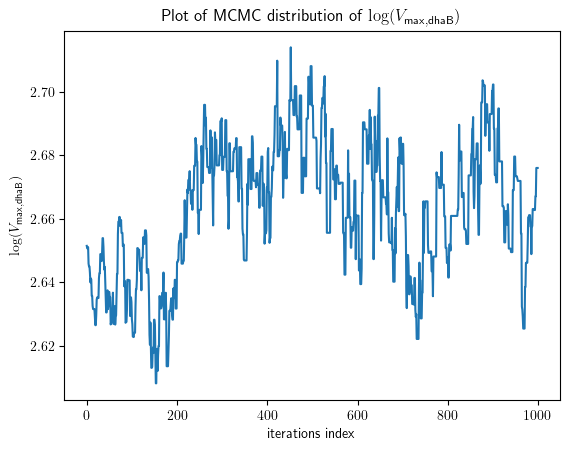 Plot of MCMC distribution of log(V_max,dhaB)
log(V_max,dhaB)
2.70
2.68
2.66
2.64
2.62
0 200 400 600 800 1000
iterations index